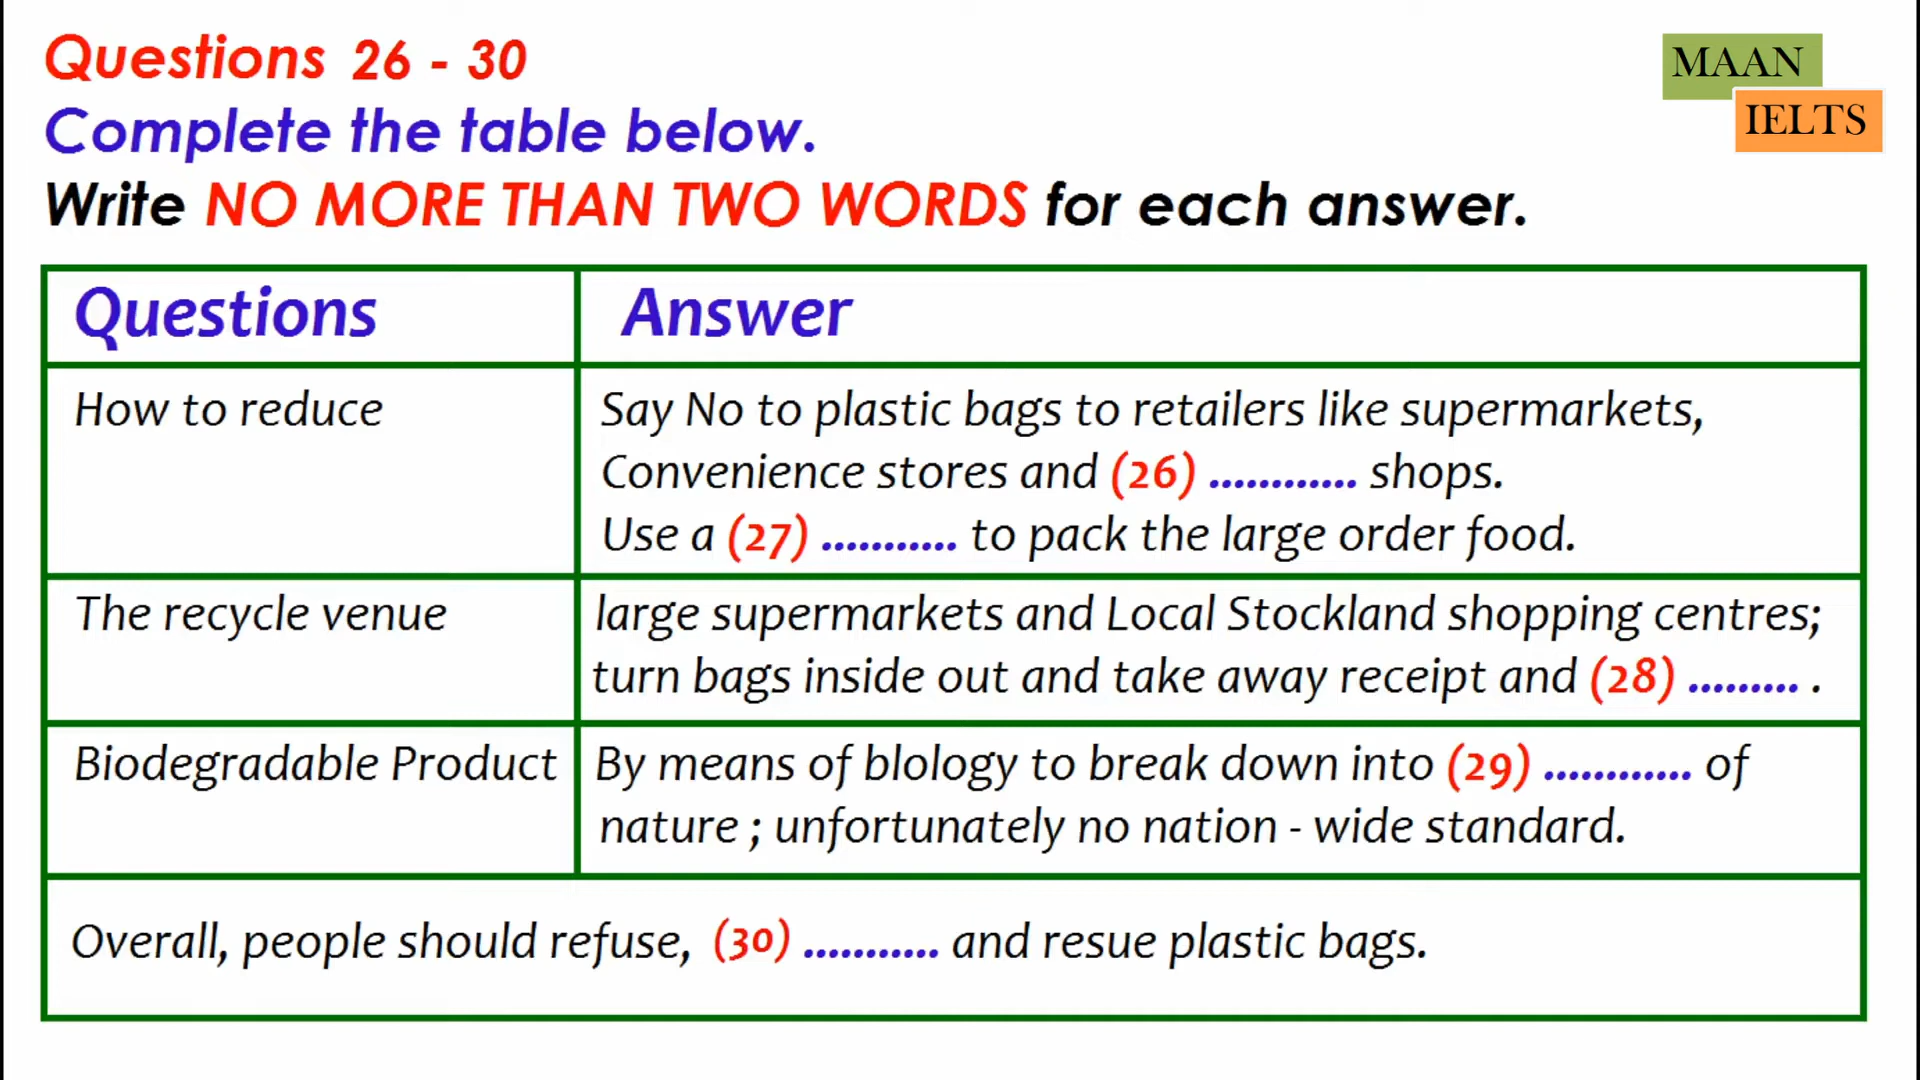 Questions 26 - 30
MAAN
IELTS
Complete the table below.
Write NO MORE THAN TWO WORDS for each answer.
Questions
Answer
How to reduce
Say No to plastic bags to retailers like supermarkets,
Convenience stores and (26) ............ shops.
Use a (27) ........... to pack the large order food.
The recycle venue
large supermarkets and Local Stockland shopping centres;
turn bags inside out and take away receipt and (28) ......... .
Biodegradable Product
By means of blology to break down into (29) ............ of
nature ; unfortunately no nation - wide standard.
Overall, people should refuse, (30) ........... and resue plastic bags.